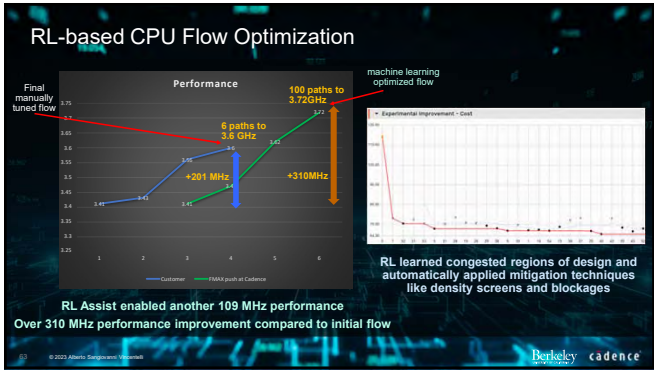 RL-based CPU Flow Optimization
Final
manually
tuned flow
Performance
3.75
3.7
3.65
3.6
3.55
3.5
3.45
3.4
3.35
3.3
3.25
3.41
3.43
3.56
3.6
3.41
3.62
3.72
1
2
3
4
5
6
Customer
FMAX push at Cadence
6 paths to
3.6 GHz
+201 MHz
100 paths to
3.72GHz
+310MHz
machine learning
optimized flow
Experimental Improvement - Cost
RL learned congested regions of design and
automatically applied mitigation techniques
like density screens and blockages
RL Assist enabled another 109 MHz performance
Over 310 MHz performance improvement compared to initial flow
63
© 2023 Alberto Sangiovanni Vincentelli
Berkeley
cadence